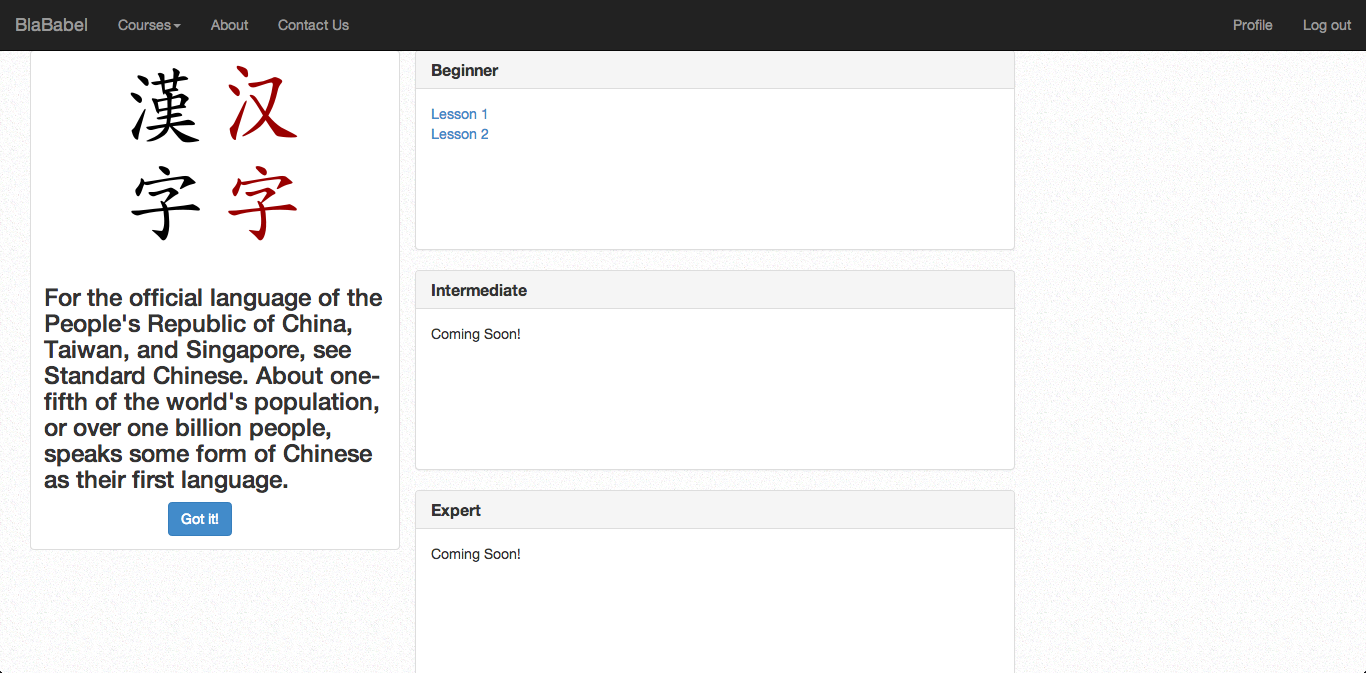 BlaBabel Courses About Contact Us Profile Log out
漢 汉
字 字
For the official language of the
People's Republic of China,
Taiwan, and Singapore, see
Standard Chinese. About one-
fifth of the world's population,
or over one billion people,
speaks some form of Chinese
as their first language.
Got it!
Beginner
Lesson 1
Lesson 2
Intermediate
Coming Soon!
Expert
Coming Soon!